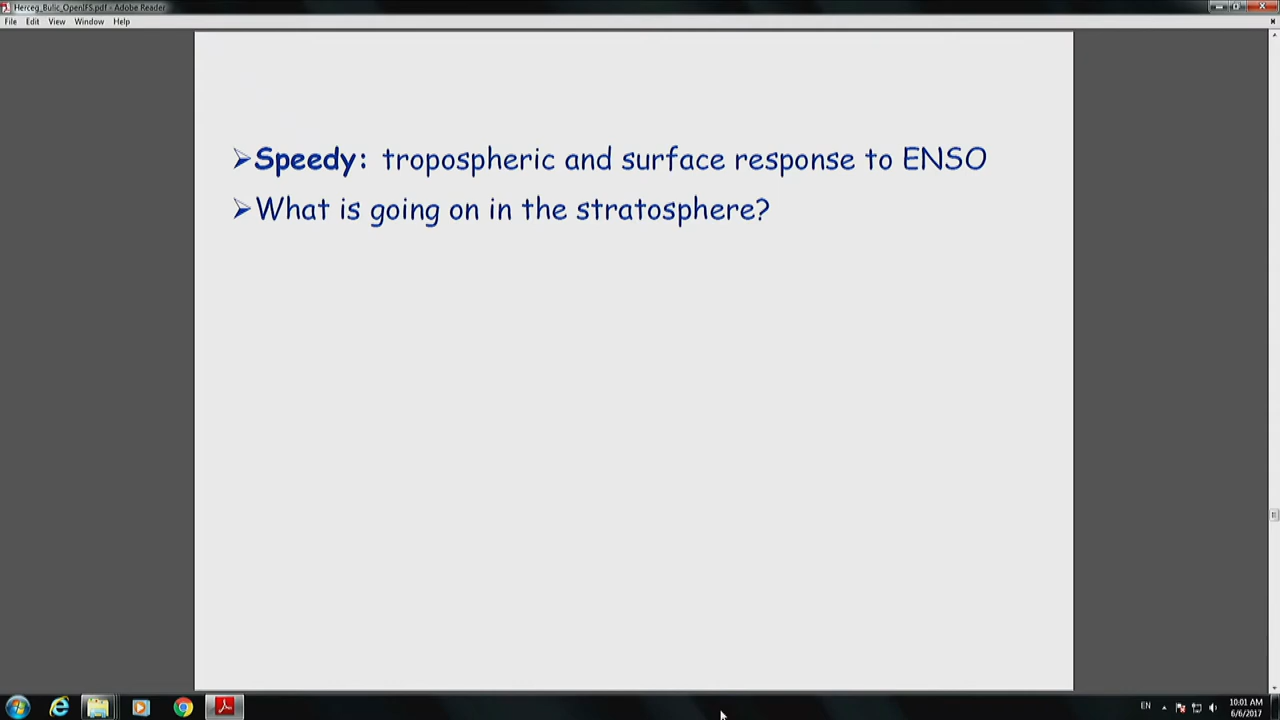 Herceg_Bulic_OpenIFS.pdf - Adobe Reader
File Edit View Window Help
➢Speedy: tropospheric and surface response to ENSO
➢What is going on in the stratosphere?
EN
10:01 AM
6/6/2017